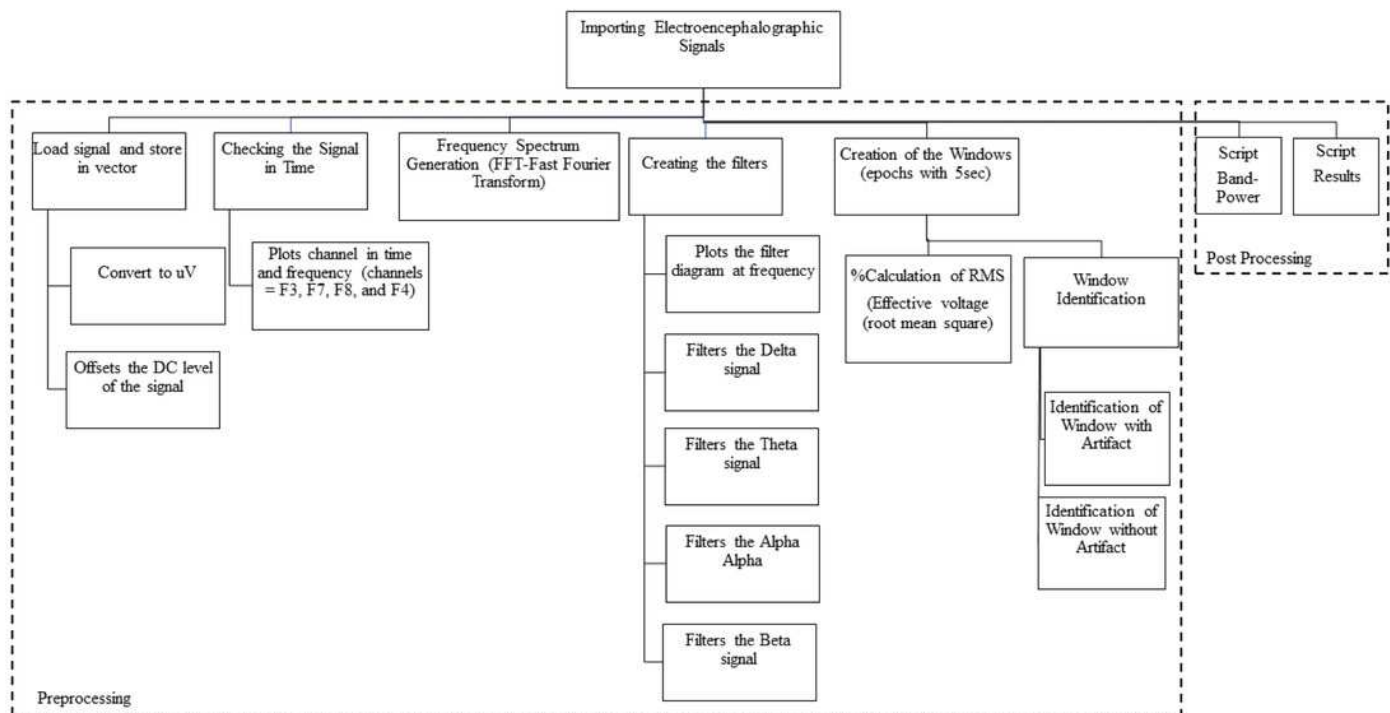 Importing Electroencephalographic
Signals
Load signal and store
in vector
Convert to uV
Offsets the DC level
of the signal
Checking the Signal
in Time
Plots channel in time
and frequency (channels
= F3, F7, F8, and F4)
Frequency Spectrum
Generation (FFT-Fast Fourier
Transform)
Creating the filters
Plots the filter
diagram at frequency
Filters the Delta
signal
Filters the Theta
signal
Filters the Alpha
Alpha
Filters the Beta
signal
Creation of the Windows
(epochs with 5sec)
%Calculation of RMS
(Effective voltage
(root mean square)
Window
Identification
Identification of
Window with
Artifact
Identification of
Window without
Artifact
Preprocessing
Script
Band-
Power
Script
Results
Post Processing